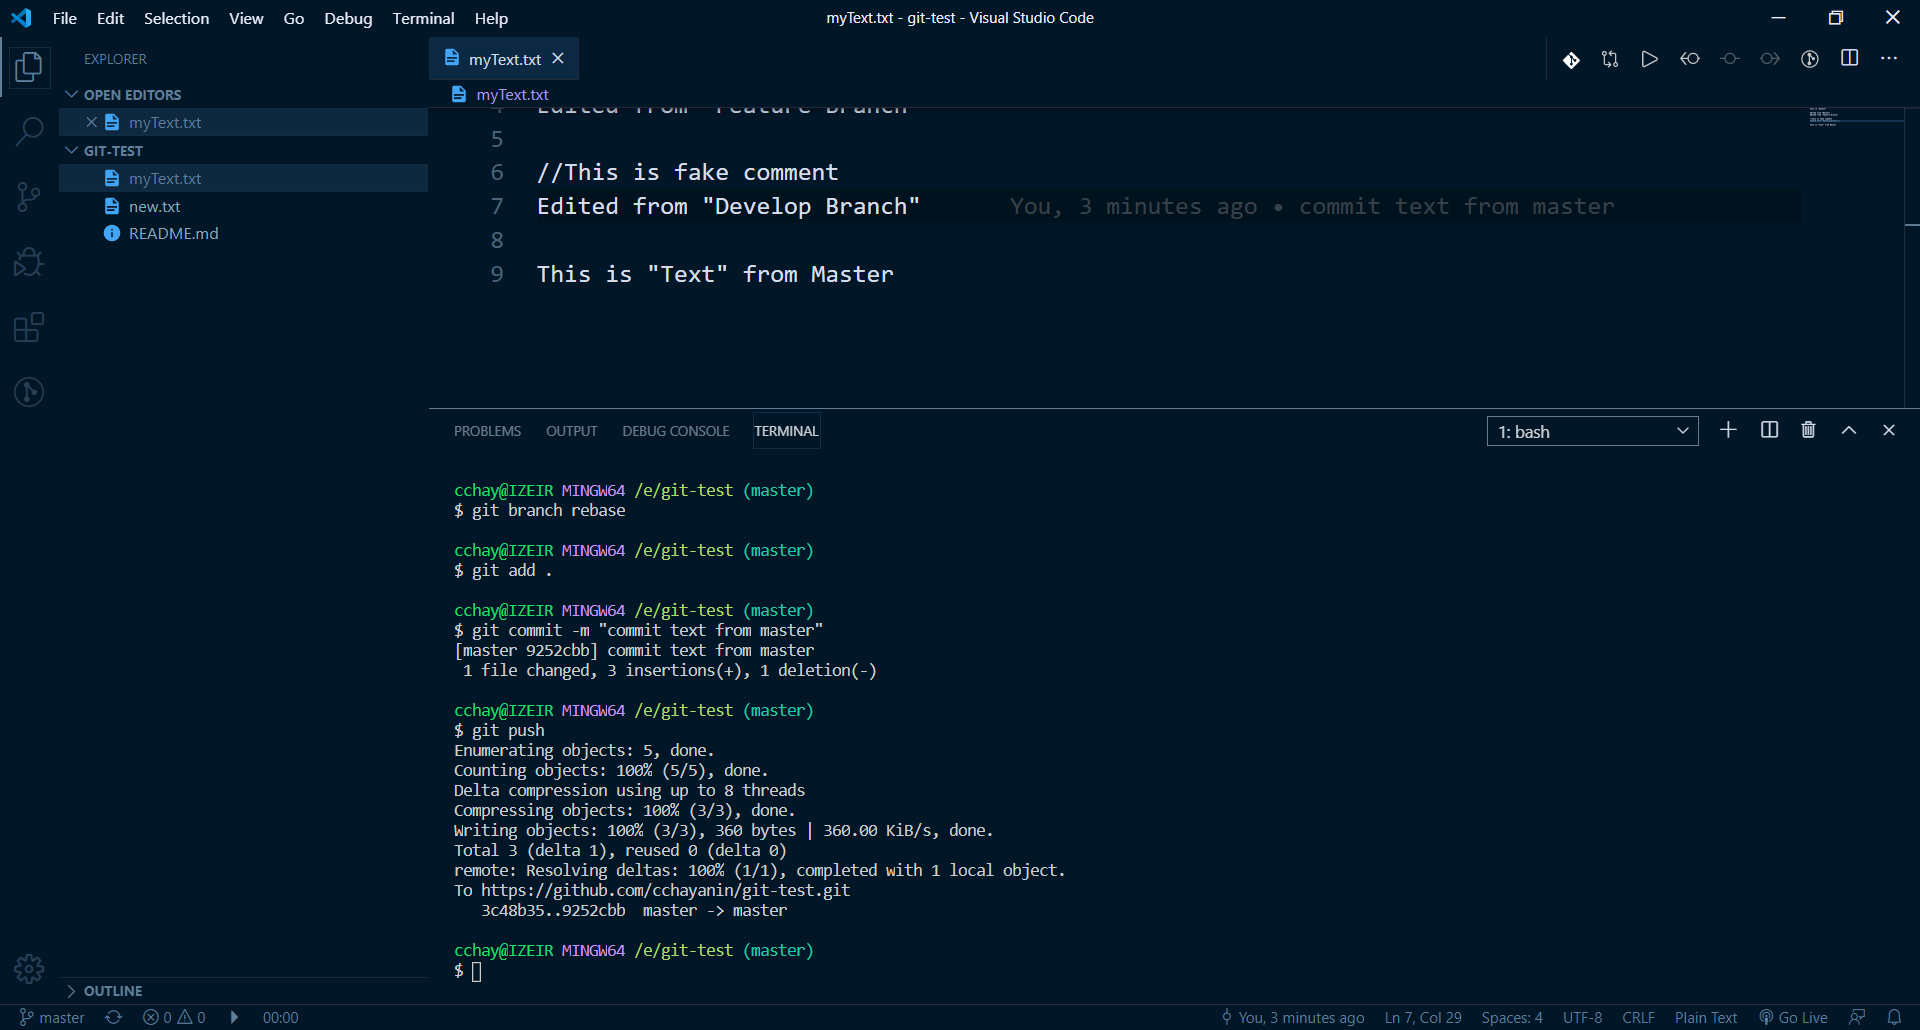 File Edit Selection View Go Debug Terminal Help
myText.txt - git-test - Visual Studio Code
EXPLORER
OPEN EDITORS
myText.txt
GIT-TEST
myText.txt
new.txt
README.md
OUTLINE
myText.txt
myText.txt
4 Edited from "Feature Branch"
5
6 //This is fake comment
7 Edited from "Develop Branch" You, 3 minutes ago • commit text from master
8
9 This is "Text" from Master
PROBLEMS OUTPUT DEBUG CONSOLE TERMINAL 1: bash
cchay@IZEIR MINGW64 /e/git-test (master)
$ git branch rebase
cchay@IZEIR MINGW64 /e/git-test (master)
$ git add .
cchay@IZEIR MINGW64 /e/git-test (master)
$ git commit -m "commit text from master"
[master 9252cbb] commit text from master
1 file changed, 3 insertions(+), 1 deletion(-)
cchay@IZEIR MINGW64 /e/git-test (master)
$ git push
Enumerating objects: 5, done.
Counting objects: 100% (5/5), done.
Delta compression using up to 8 threads
Compressing objects: 100% (3/3), done.
Writing objects: 100% (3/3), 360 bytes | 360.00 KiB/s, done.
Total 3 (delta 1), reused 0 (delta 0)
remote: Resolving deltas: 100% (1/1), completed with 1 local object.
To https://github.com/cchayanin/git-test.git
3c48b35..9252cbb master -> master
cchay@IZEIR MINGW64 /e/git-test (master)
$
master 0 0 00:00 You, 3 minutes ago Ln 7, Col 29 Spaces: 4 UTF-8 CRLF Plain Text Go Live